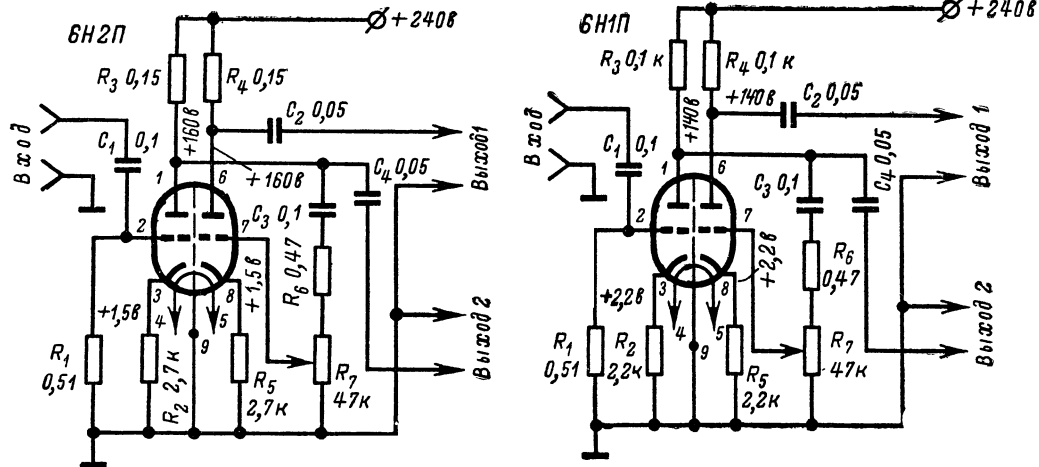 6Н2П
+240в
R3 0,15
R4 0,15
Вход
C1 0,1
+160в
C2 0,05
Выход1
+160в
C4 0,05
1
6
2
7
C3 0,1
R6 0,47
+1,5в
+1,5в
3
8
4
5
9
R1
0,51
R2 2,7к
R5
2,7к
R7
47к
Выход 2
6Н1П
+240в
R3 0,1к
R4 0,1к
Вход
C1 0,1
+140в
+140в
C2 0,05
Выход 1
C4 0,05
1
6
2
7
C3 0,1
R6
0,47
+2,2в
+2,2в
3
8
4
5
9
R1
0,51
R2
2,2к
R5
2,2к
R7
47к
Выход 2